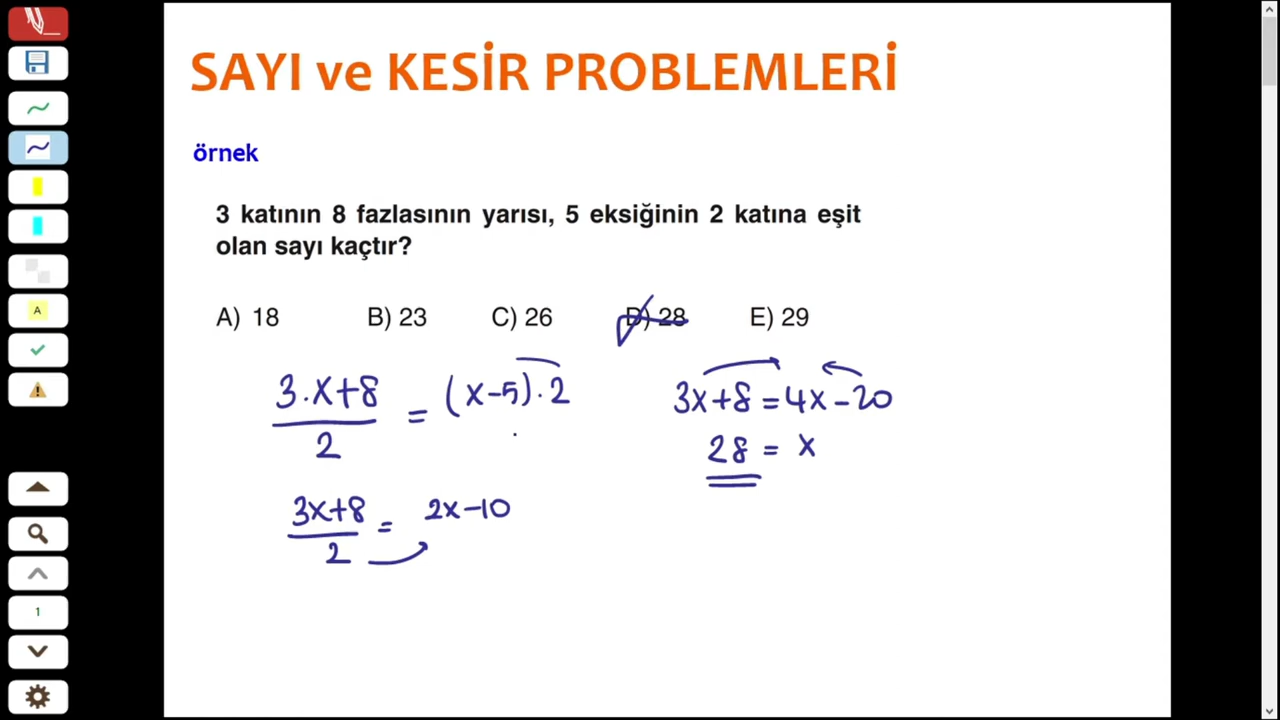 SAYI ve KESİR PROBLEMLERİ
örnek
3 katının 8 fazlasının yarısı, 5 eksiğinin 2 katına eşit
olan sayı kaçtır?
A) 18 B) 23 C) 26 D) 28 E) 29
3.x+8
2
= (x-5).2
3x+8
2
= 2x-10
3x+8=4x-20
28 = x
A
1